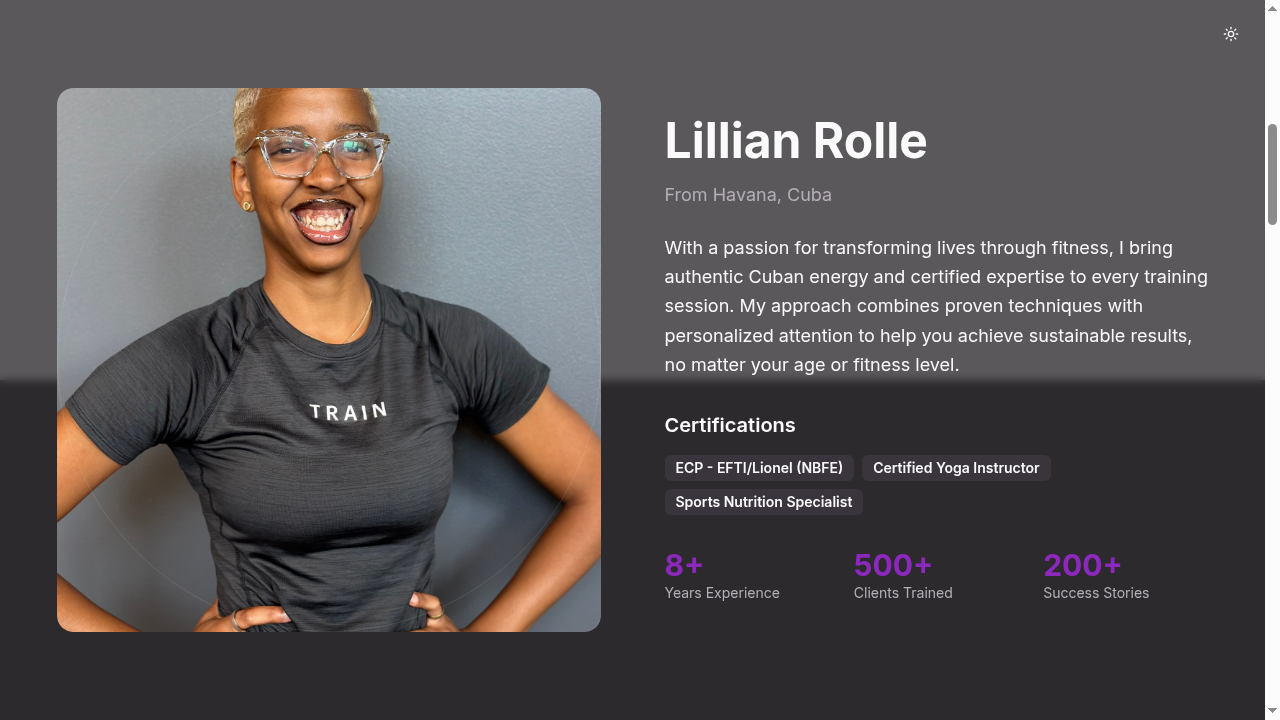 Lillian Rolle
From Havana, Cuba
With a passion for transforming lives through fitness, I bring
authentic Cuban energy and certified expertise to every training
session. My approach combines proven techniques with
personalized attention to help you achieve sustainable results,
no matter your age or fitness level.
TRAIN
Certifications
ECP - EFTI/Lionel (NBFE) Certified Yoga Instructor
Sports Nutrition Specialist
8+ 500+ 200+
Years Experience Clients Trained Success Stories